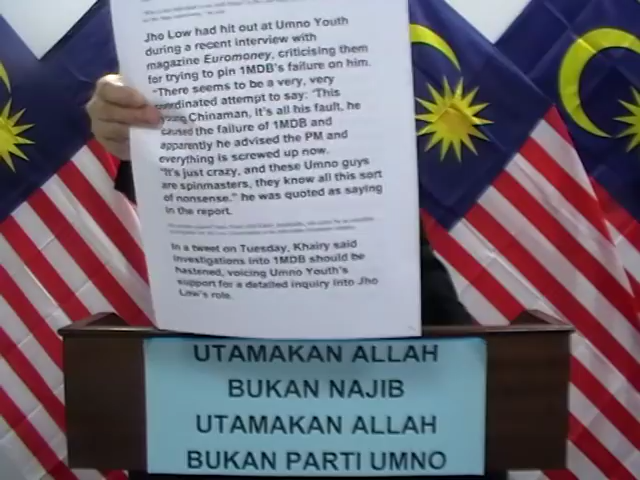 Jho Low had hit out at Umno Youth
during a recent interview with
magazine Euromoney, criticising them
for trying to pin 1MDB's failure on him.
"There seems to be a very, very
coordinated attempt to say: 'This
young Chinaman, it's all his fault, he
caused the failure of 1MDB and
apparently he advised the PM and
everything is screwed up now.
"It's just crazy, and these Umno guys
are spinmasters, they know all this sort
of nonsense." he was quoted as saying
in the report.
In a tweet on Tuesday, Khairy said
investigations into 1MDB should be
hastened, voicing Umno Youth's
support for a detailed inquiry into Jho
Low's role.
UTAMAKAN ALLAH
BUKAN NAJIB
UTAMAKAN ALLAH
BUKAN PARTI UMNO